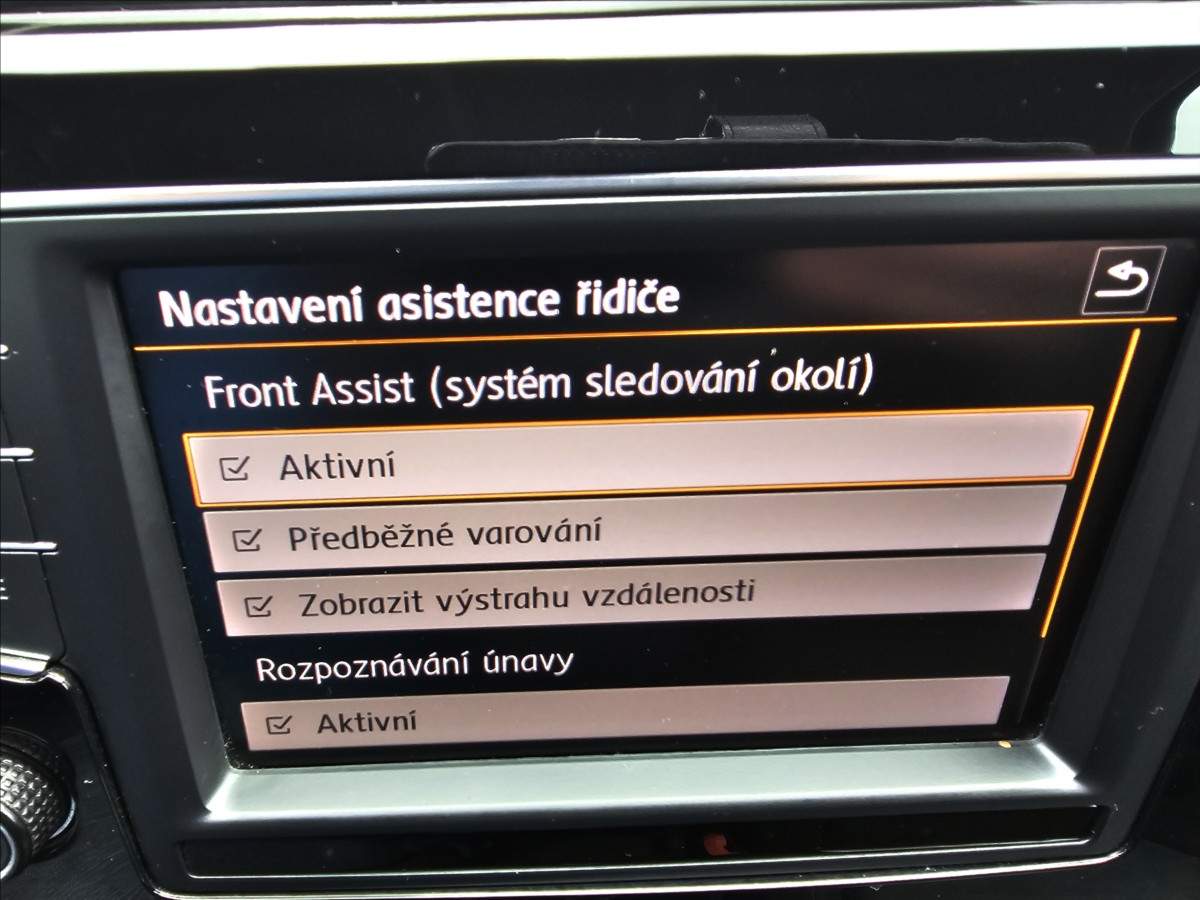 Nastavení asistence řidiče
Front Assist (systém sledování okolí)
Aktivní
Předběžné varování
Zobrazit výstrahu vzdálenosti
Rozpoznávání únavy
Aktivní